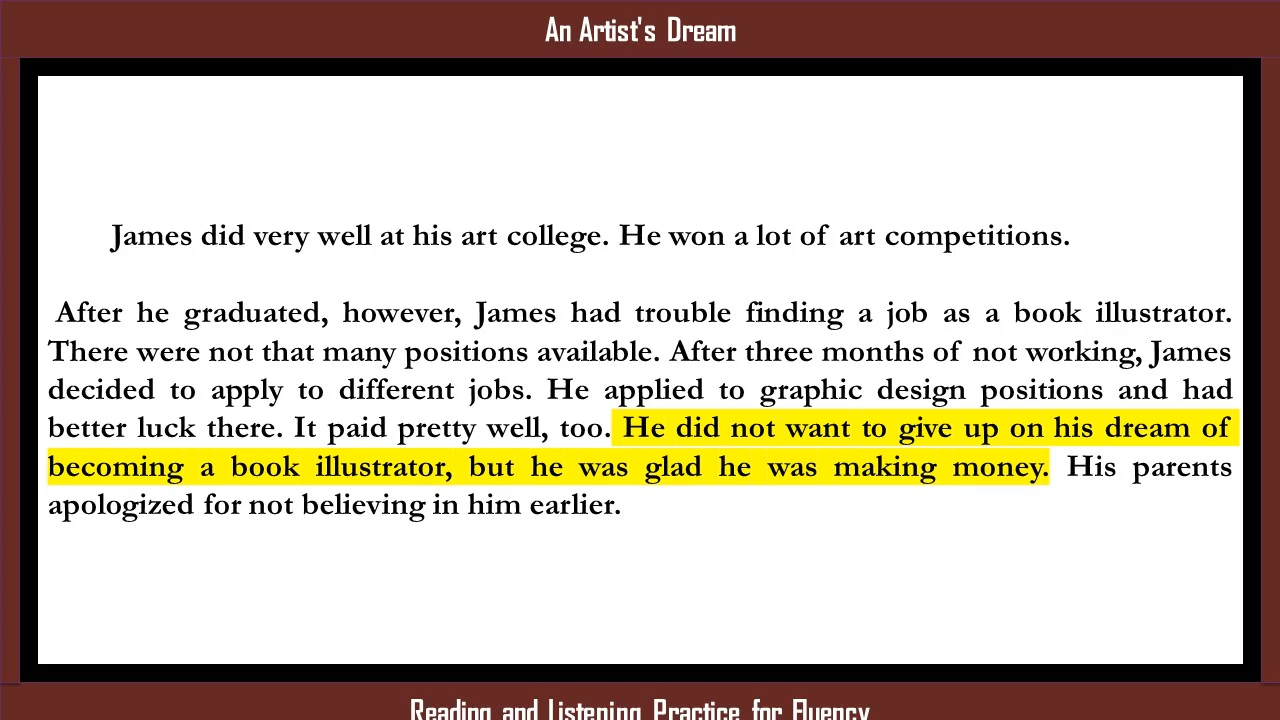 An Artist's Dream
James did very well at his art college. He won a lot of art competitions.
After he graduated, however, James had trouble finding a job as a book illustrator.
There were not that many positions available. After three months of not working, James
decided to apply to different jobs. He applied to graphic design positions and had
better luck there. It paid pretty well, too. He did not want to give up on his dream of
becoming a book illustrator, but he was glad he was making money. His parents
apologized for not believing in him earlier.
Reading and Listening Practice for Fluency